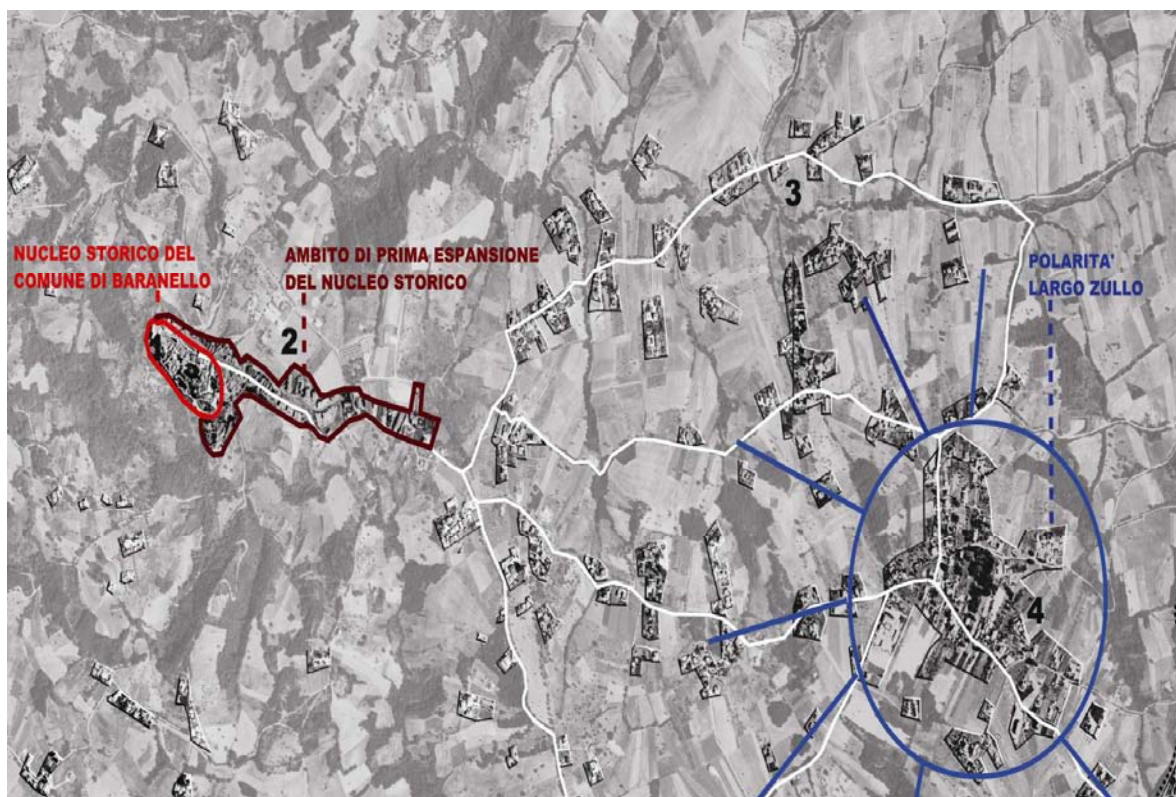 NUCLEO STORICO DEL
COMUNE DI BARANELLO
AMBITO DI PRIMA ESPANSIONE
DEL NUCLEO STORICO
2
3
POLARITA'
LARGO ZULLO
4